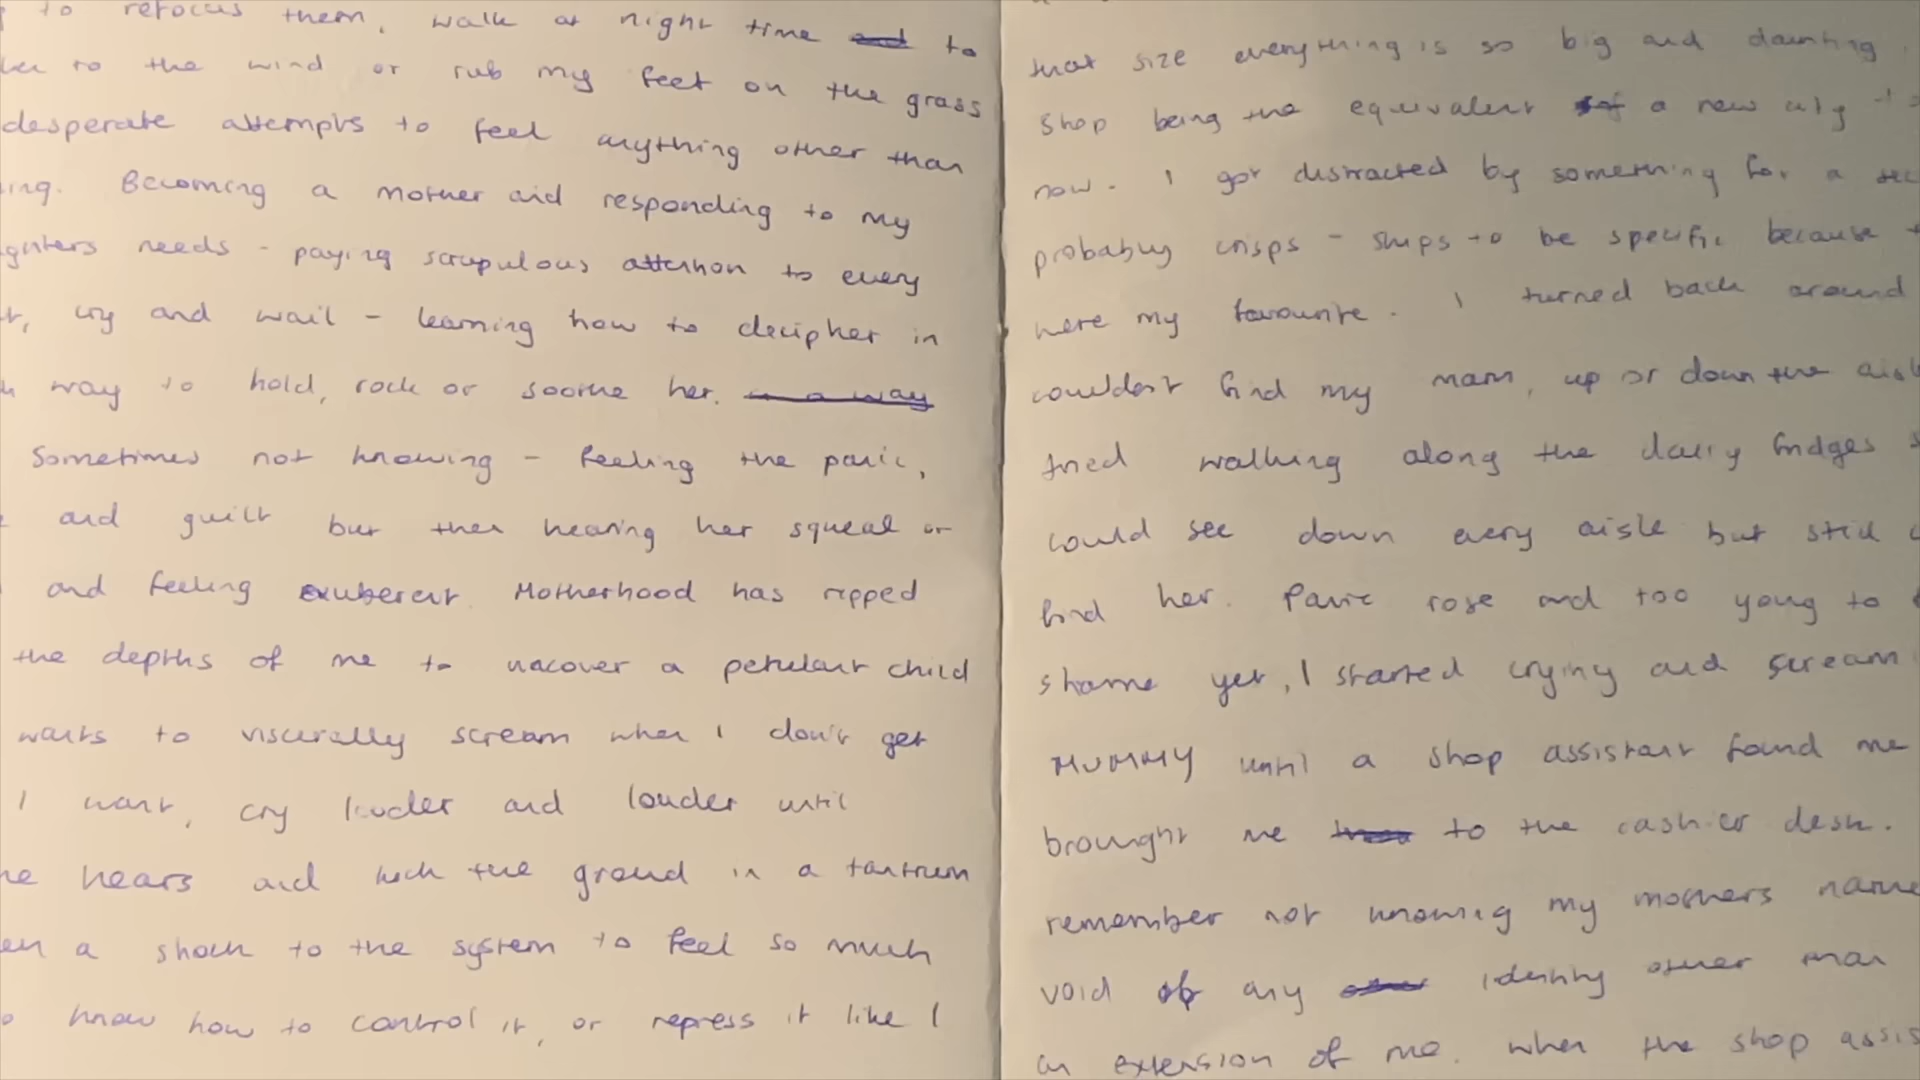 to refocus them, walk at night time and to
to the wind or rub my feet on the grass
desperate attempts to feel anything other than
Becoming a mother and responding to my
needs - paying scrupulous attention to every
cry and wail - learning how to decipher in
way to hold, rock or soothe her. a way
Sometimes not knowing - feeling the panic,
and guilt but then hearing her squeal or
and feeling exuberent. Motherhood has ripped
the depths of me to uncover a petulant child
wants to viscerally scream when I don't get
I want, cry louder and louder until
hears and kick the ground in a tantrum
a shock to the system to feel so much
know how to control it, or repress it like I
that size everything is so big and daunting
shop being the equivalent of a new city
now. I got distracted by something for a
probably crisps - skips to be specific because
were my favourite. I turned back around
couldn't find my mam, up or down the
tried walking along the dairy fridges
could see down every aisle but still
find her. Panic rose and too young to
shame yet, I started crying and scream
MUMMY until a shop assistant found me
brought me to the cashier desk.
remember not knowing my mothers name
void of any other identity other than
an extension of me. When the shop